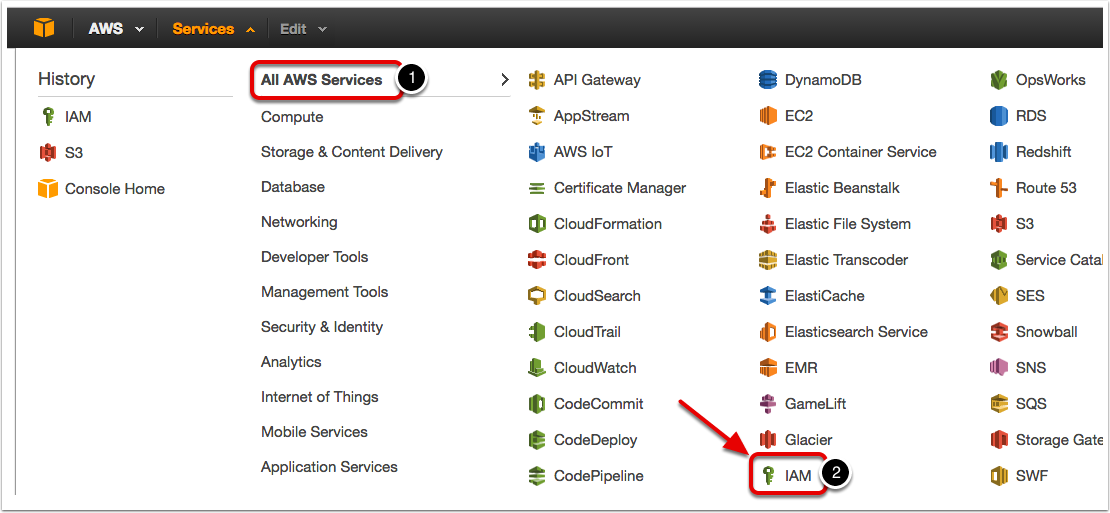 AWS Services Edit
History
IAM
S3
Console Home
All AWS Services 1
Compute
Storage & Content Delivery
Database
Networking
Developer Tools
Management Tools
Security & Identity
Analytics
Internet of Things
Mobile Services
Application Services
API Gateway
AppStream
AWS IoT
Certificate Manager
CloudFormation
CloudFront
CloudSearch
CloudTrail
CloudWatch
CodeCommit
CodeDeploy
CodePipeline
DynamoDB
EC2
EC2 Container Service
Elastic Beanstalk
Elastic File System
Elastic Transcoder
ElastiCache
Elasticsearch Service
EMR
GameLift
Glacier
IAM 2
OpsWorks
RDS
Redshift
Route 53
S3
Service Catal
SES
Snowball
SNS
SQS
Storage Gate
SWF